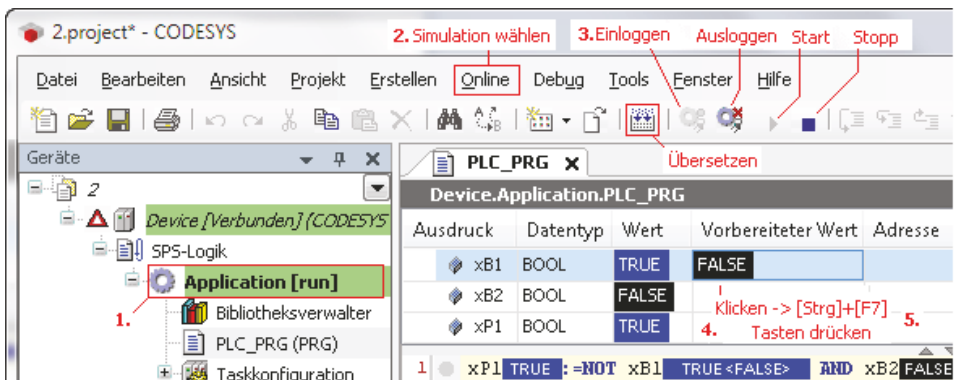 2.project* - CODESYS
2. Simulation wählen
3. Einloggen
Ausloggen
Start
Stopp
Datei Bearbeiten Ansicht Projekt Erstellen Online Debug Tools Fenster Hilfe
Übersetzen
Geräte
2
Device [Verbunden] (CODESYS
SPS-Logik
Application [run]
1.
Bibliotheksverwalter
PLC_PRG (PRG)
Taskkonfiguration
PLC_PRG
Device.Application.PLC_PRG
Ausdruck Datentyp Wert Vorbereiteter Wert Adresse
xB1 BOOL TRUE FALSE
xB2 BOOL FALSE
xP1 BOOL TRUE
Klicken -> [Strg]+[F7]
4. Tasten drücken 5.
1 xP1 TRUE :=NOT xB1 TRUE<FALSE> AND xB2 FALSE